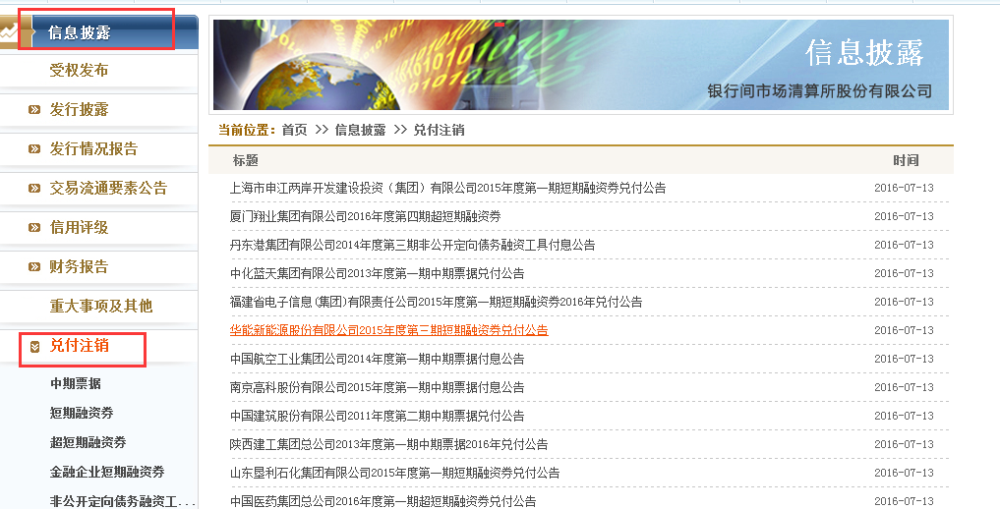 信息披露
受权发布
发行披露
发行情况报告
交易流通要素公告
信用评级
财务报告
重大事项及其他
兑付注销
中期票据
短期融资券
超短期融资券
金融企业短期融资券
非公开定向债务融资工...
信息披露
银行间市场清算所股份有限公司
当前位置：首页 >> 信息披露 >> 兑付注销
标题 时间
上海市申江两岸开发建设投资（集团）有限公司2015年度第一期短期融资券兑付公告 2016-07-13
厦门翔业集团有限公司2016年度第四期超短期融资券 2016-07-13
丹东港集团有限公司2014年度第三期非公开定向债务融资工具付息公告 2016-07-13
中化蓝天集团有限公司2013年度第一期中期票据兑付公告 2016-07-13
福建省电子信息(集团)有限责任公司2015年度第一期短期融资券2016年兑付公告 2016-07-13
华能新能源股份有限公司2015年度第三期短期融资券兑付公告 2016-07-13
中国航空工业集团公司2014年度第一期中期票据付息公告 2016-07-13
南京高科股份有限公司2015年度第一期中期票据付息公告 2016-07-13
中国建筑股份有限公司2011年度第二期中期票据兑付公告 2016-07-13
陕西建工集团总公司2013年度第一期中期票据2016年兑付公告 2016-07-13
山东垦利石化集团有限公司2015年度第一期短期融资券兑付公告 2016-07-13
中国医药集团总公司2016年度第一期超短期融资券兑付公告 2016-07-13